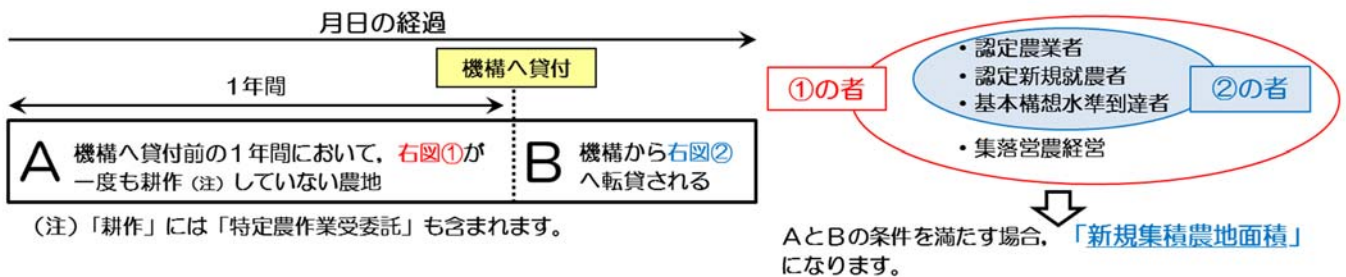 月日の経過
機構へ貸付
1年間
A 機構へ貸付前の１年間において，右図①が
一度も耕作（注）していない農地
B 機構から右図②
へ転貸される
（注）「耕作」には「特定農作業受委託」も含まれます。
①の者
・認定農業者
・認定新規就農者
・基本構想水準到達者
②の者
・集落営農経営
AとBの条件を満たす場合，「新規集積農地面積」
になります。